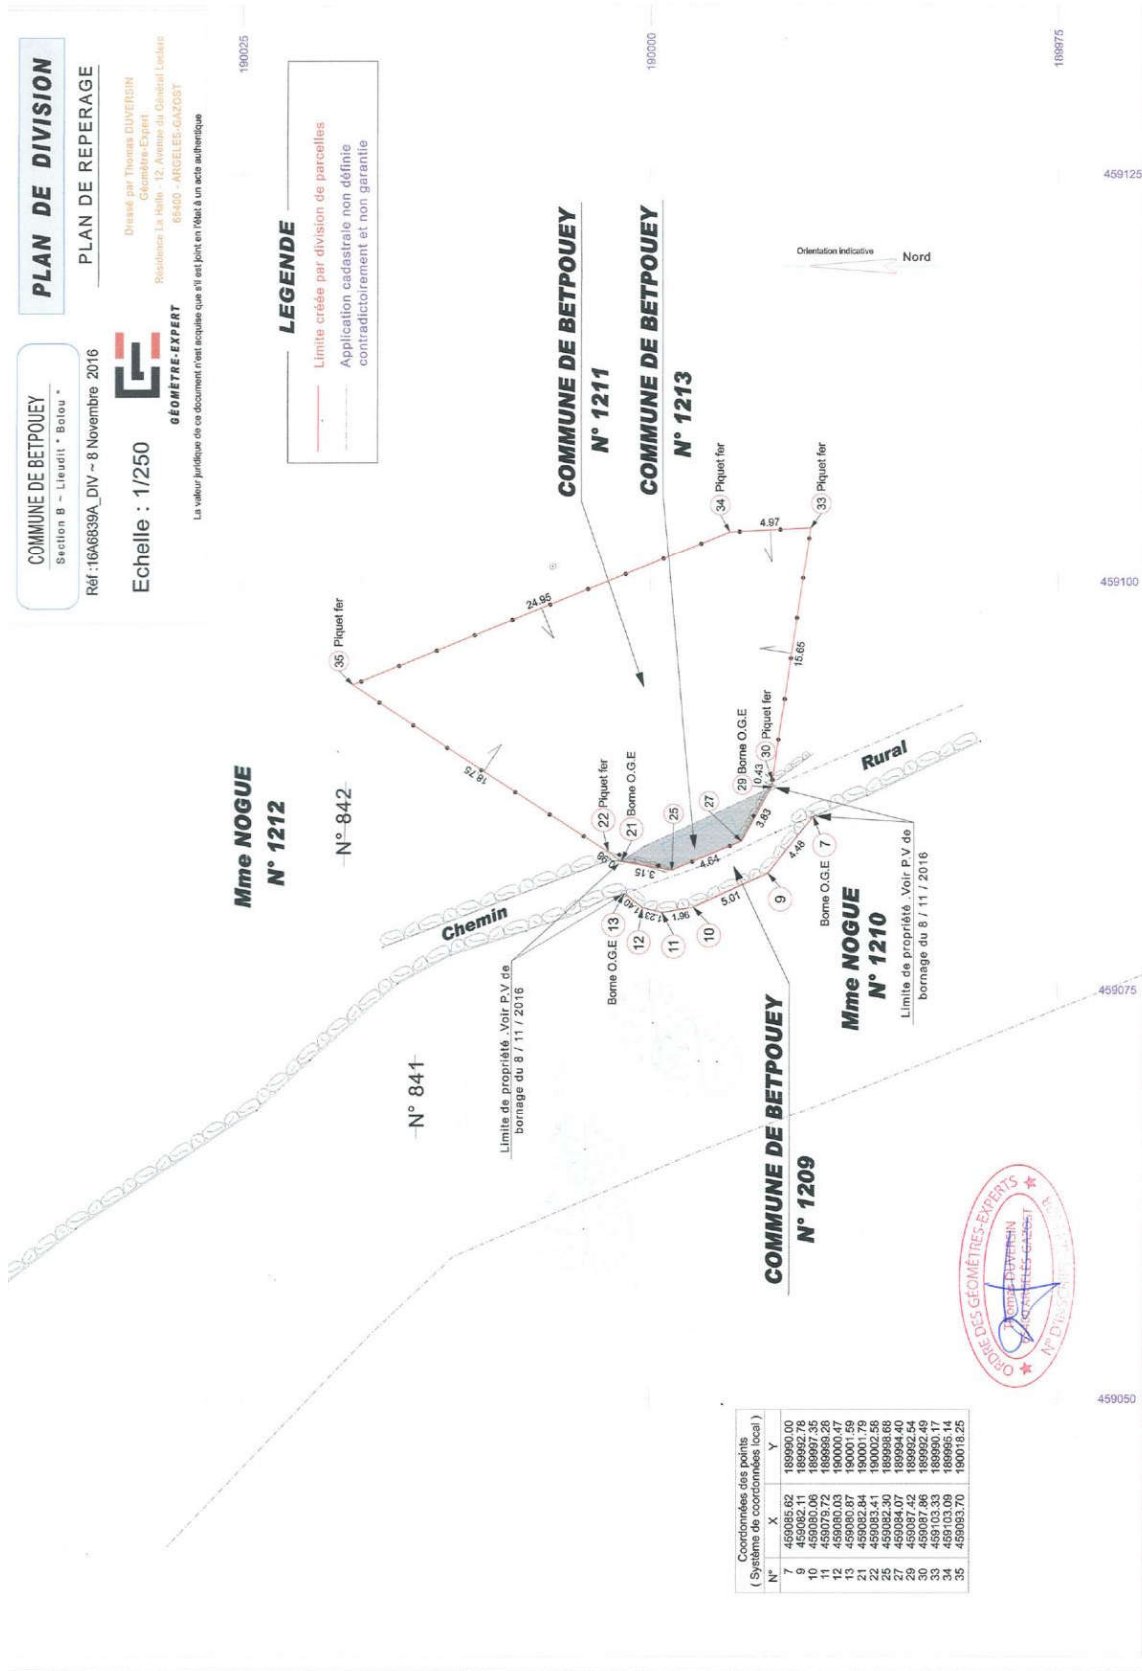 COMMUNE DE BETPOUEY
Section B ~ Lieudit " Bolou "
PLAN DE DIVISION
Réf :16A6839A_DIV ~ 8 Novembre 2016
PLAN DE REPERAGE
Echelle : 1/250
GÉOMÈTRE-EXPERT
Dressé par Thomas DUVERSIN
Géomètre-Expert
Résidence La Halle - 12, Avenue du Général Leclerc
65400 - ARGELES-GAZOST
La valeur juridique de ce document n'est acquise que s'il est joint en l'état à un acte authentique
190025
190000
189975
459125
459100
459075
459050
LEGENDE
Limite créée par division de parcelles
Application cadastrale non définie
contradictoirement et non garantie
COMMUNE DE BETPOUEY
N° 1211
COMMUNE DE BETPOUEY
N° 1213
Orientation indicative
Nord
Mme NOGUE
N° 1212
N° 842
35 Piquet fer
24.95
34 Piquet fer
4.97
33 Piquet fer
15.65
18.75
22 Piquet fer
21 Borne O.G.E
0.98
3.15
25
4.64
27
3.83
29 Borne O.G.E
0.43
30 Piquet fer
Chemin
Rural
Borne O.G.E 13
1.40
12
1.23
11
1.96
10
5.01
9
4.48
Borne O.G.E 7
Limite de propriété .Voir P.V de
bornage du 8 / 11 / 2016
N° 841
Mme NOGUE
N° 1210
Limite de propriété .Voir P.V de
bornage du 8 / 11 / 2016
COMMUNE DE BETPOUEY
N° 1209
ORDRE DES GÉOMÈTRES-EXPERTS
Thomas DUVERSIN
65400 ARGELÈS-GAZOST
Coordonnées des points
( Système de coordonnées local )
N° X Y
7 459085.62 189990.00
9 459082.11 189992.78
10 459080.06 189997.35
11 459079.72 189999.28
12 459080.03 190000.47
13 459080.87 190001.59
21 459082.84 190001.79
22 459083.41 190002.58
25 459082.30 189998.68
27 459084.07 189994.40
29 459087.42 189992.54
30 459087.86 189992.49
33 459103.33 189990.17
34 459103.09 189995.14
35 459093.70 190018.25